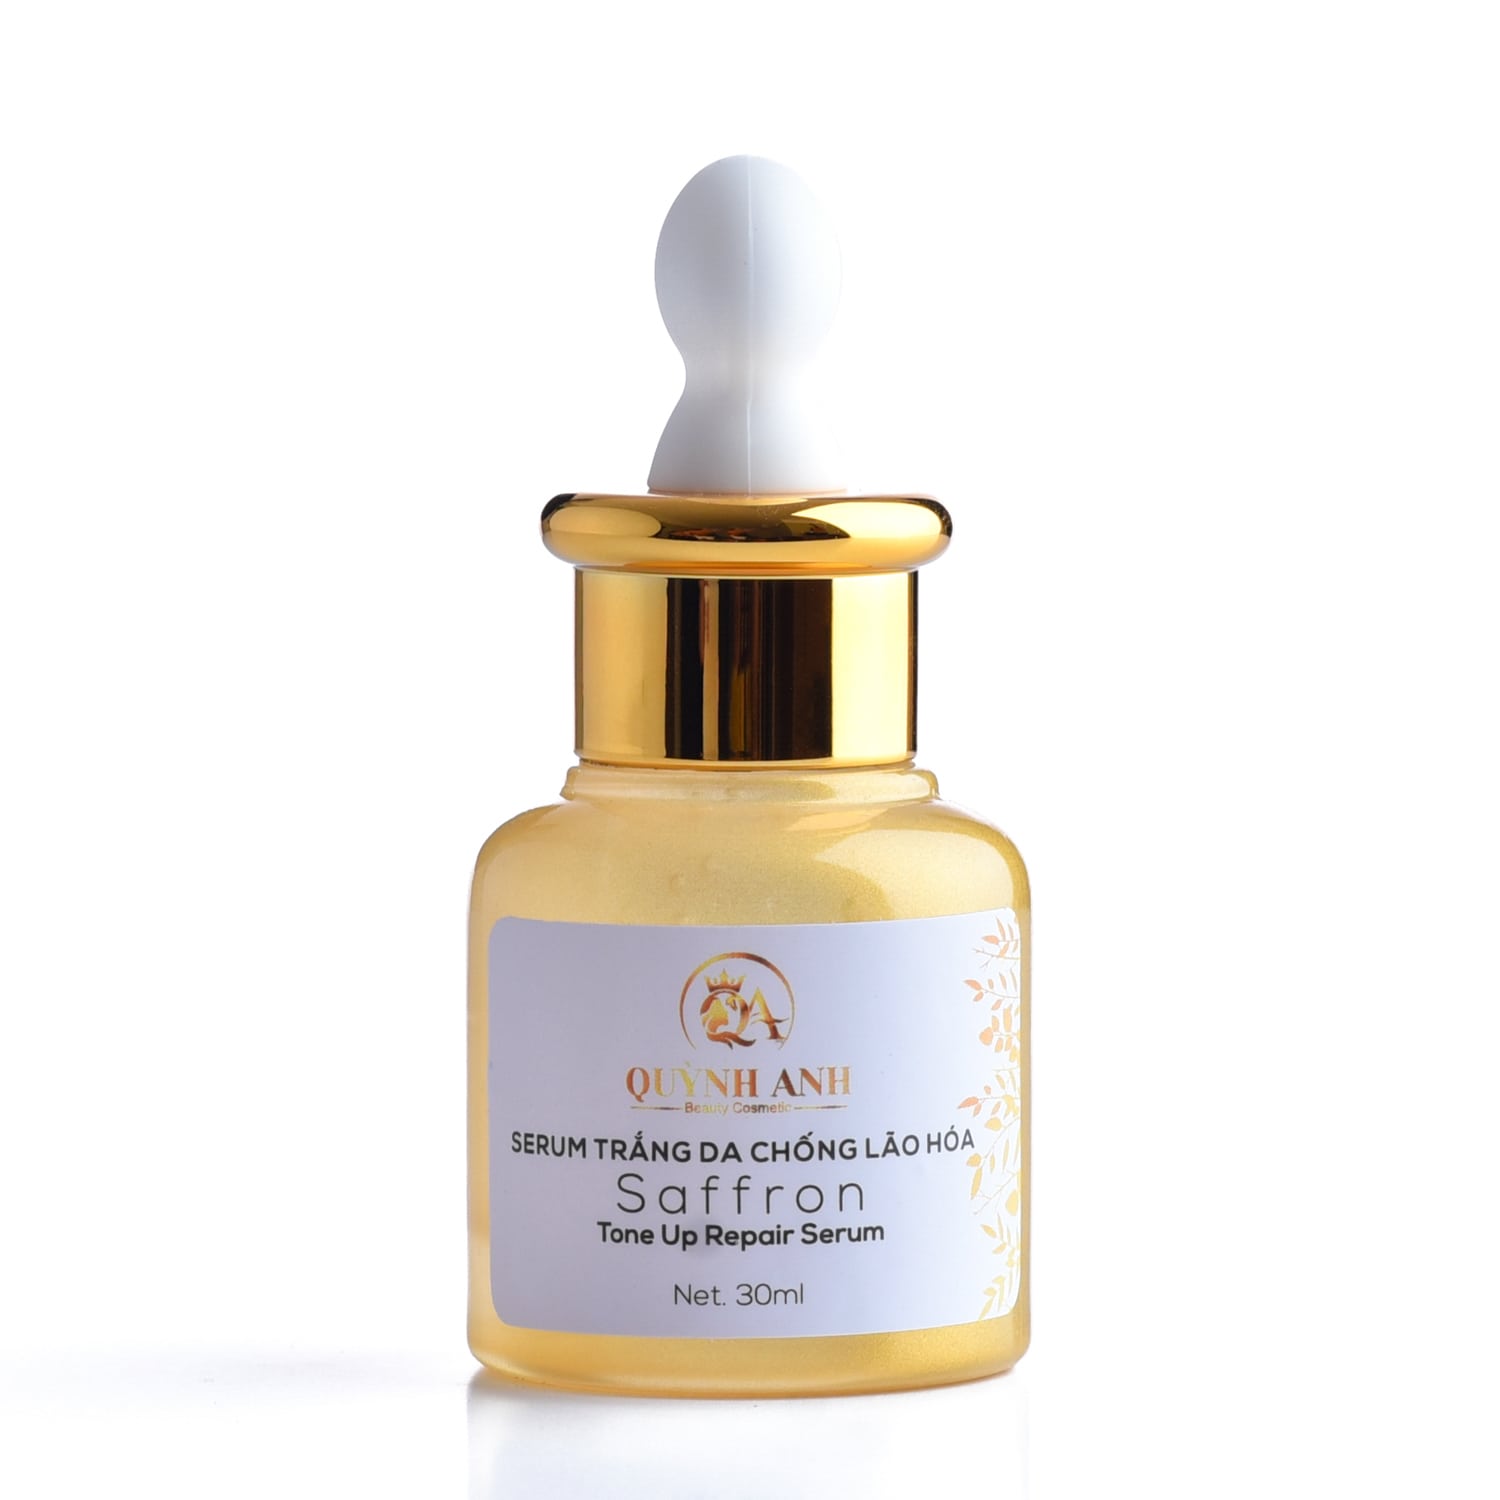 QA
QUỲNH ANH
Beauty Cosmetic
SERUM TRẮNG DA CHỐNG LÃO HÓA
Saffron
Tone Up Repair Serum
Net. 30ml